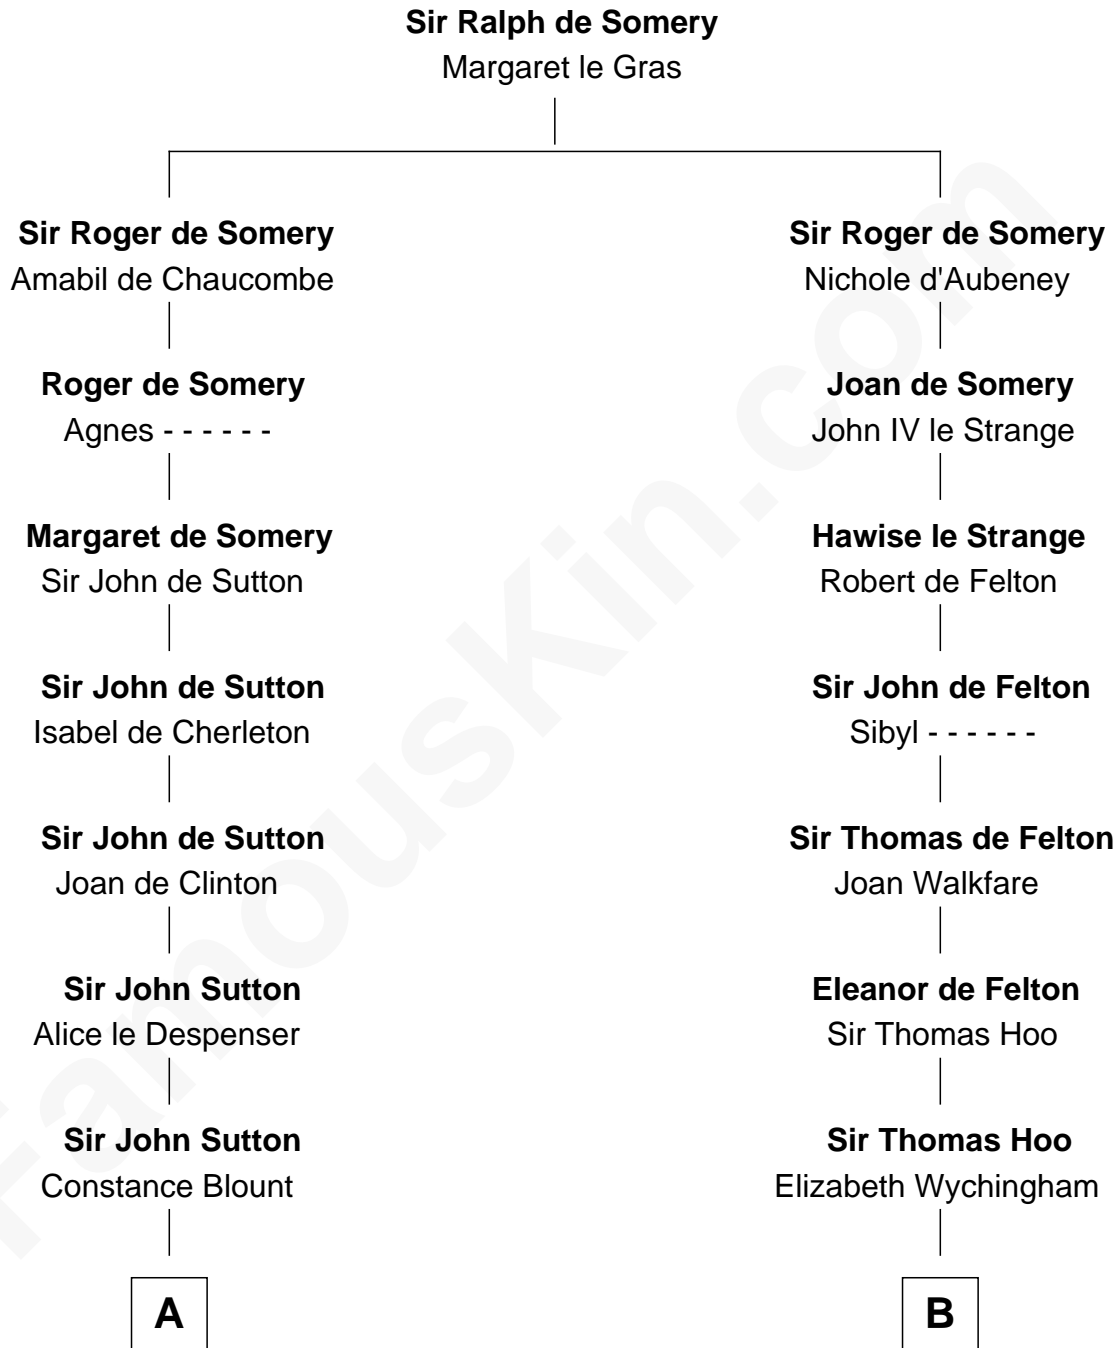 Sir Ralph de Somery
Margaret le Gras
Sir Roger de Somery
Amabil de Chaucombe
Sir Roger de Somery
Nichole d'Aubeney
Roger de Somery
Agnes - - - - - -
Joan de Somery
John IV le Strange
Margaret de Somery
Sir John de Sutton
Hawise le Strange
Robert de Felton
Sir John de Sutton
Isabel de Cherleton
Sir John de Felton
Sibyl - - - - - -
Sir John de Sutton
Joan de Clinton
Sir Thomas de Felton
Joan Walkfare
Sir John Sutton
Alice le Despenser
Eleanor de Felton
Sir Thomas Hoo
Sir John Sutton
Constance Blount
Sir Thomas Hoo
Elizabeth Wychingham
A
B
FamousKin.com